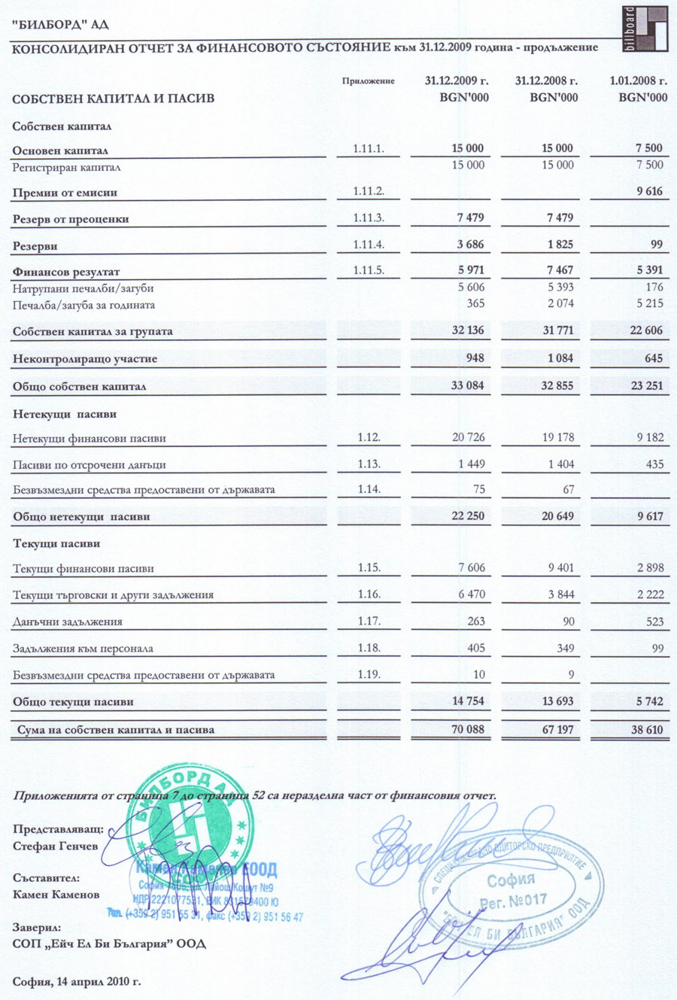 "БИЛБОРД" АД
billboard
КОНСОЛИДИРАН ОТЧЕТ ЗА ФИНАНСОВОТО СЪСТОЯНИЕ към 31.12.2009 година - продължение
Приложение 31.12.2009 г. 31.12.2008 г. 1.01.2008 г.
СОБСТВЕН КАПИТАЛ И ПАСИВ BGN'000 BGN'000 BGN'000
Собствен капитал
Основен капитал 1.11.1. 15 000 15 000 7 500
Регистриран капитал 15 000 15 000 7 500
Премии от емисии 1.11.2. 9 616
Резерв от преоценки 1.11.3. 7 479 7 479
Резерви 1.11.4. 3 686 1 825 99
Финансов резултат 1.11.5. 5 971 7 467 5 391
Натрупани печалби/загуби 5 606 5 393 176
Печалба/загуба за годината 365 2 074 5 215
Собствен капитал за групата 32 136 31 771 22 606
Неконтролиращо участие 948 1 084 645
Общо собствен капитал 33 084 32 855 23 251
Нетекущи пасиви
Нетекущи финансови пасиви 1.12. 20 726 19 178 9 182
Пасиви по отсрочени данъци 1.13. 1 449 1 404 435
Безвъзмездни средства предоставени от държавата 1.14. 75 67
Общо нетекущи пасиви 22 250 20 649 9 617
Текущи пасиви
Текущи финансови пасиви 1.15. 7 606 9 401 2 898
Текущи търговски и други задължения 1.16. 6 470 3 844 2 222
Данъчни задължения 1.17. 263 90 523
Задължения към персонала 1.18. 405 349 99
Безвъзмездни средства предоставени от държавата 1.19. 10 9
Общо текущи пасиви 14 754 13 693 5 742
Сума на собствен капитал и пасива 70 088 67 197 38 610
Приложенията от страница 7 до страница 52 са неразделна част от финансовия отчет.
БИЛБОРД АД
СОФИЯ
Представляващ:
Стефан Генчев
Съставител:
Камен Каменов
Камен Каменов ЕООД
София ул. Лайош Кошут №9
Тел. (+359 2) 951 55 31, факс (+359 2) 951 56 47
СПЕЦИАЛИЗИРАНО ОДИТОРСКО ПРЕДПРИЯТИЕ
София
Рег. №017
ЕЛ БИ БЪЛГАРИЯ" ООД
Заверил:
СОП „Ейч Ел Би България” ООД
София, 14 април 2010 г.